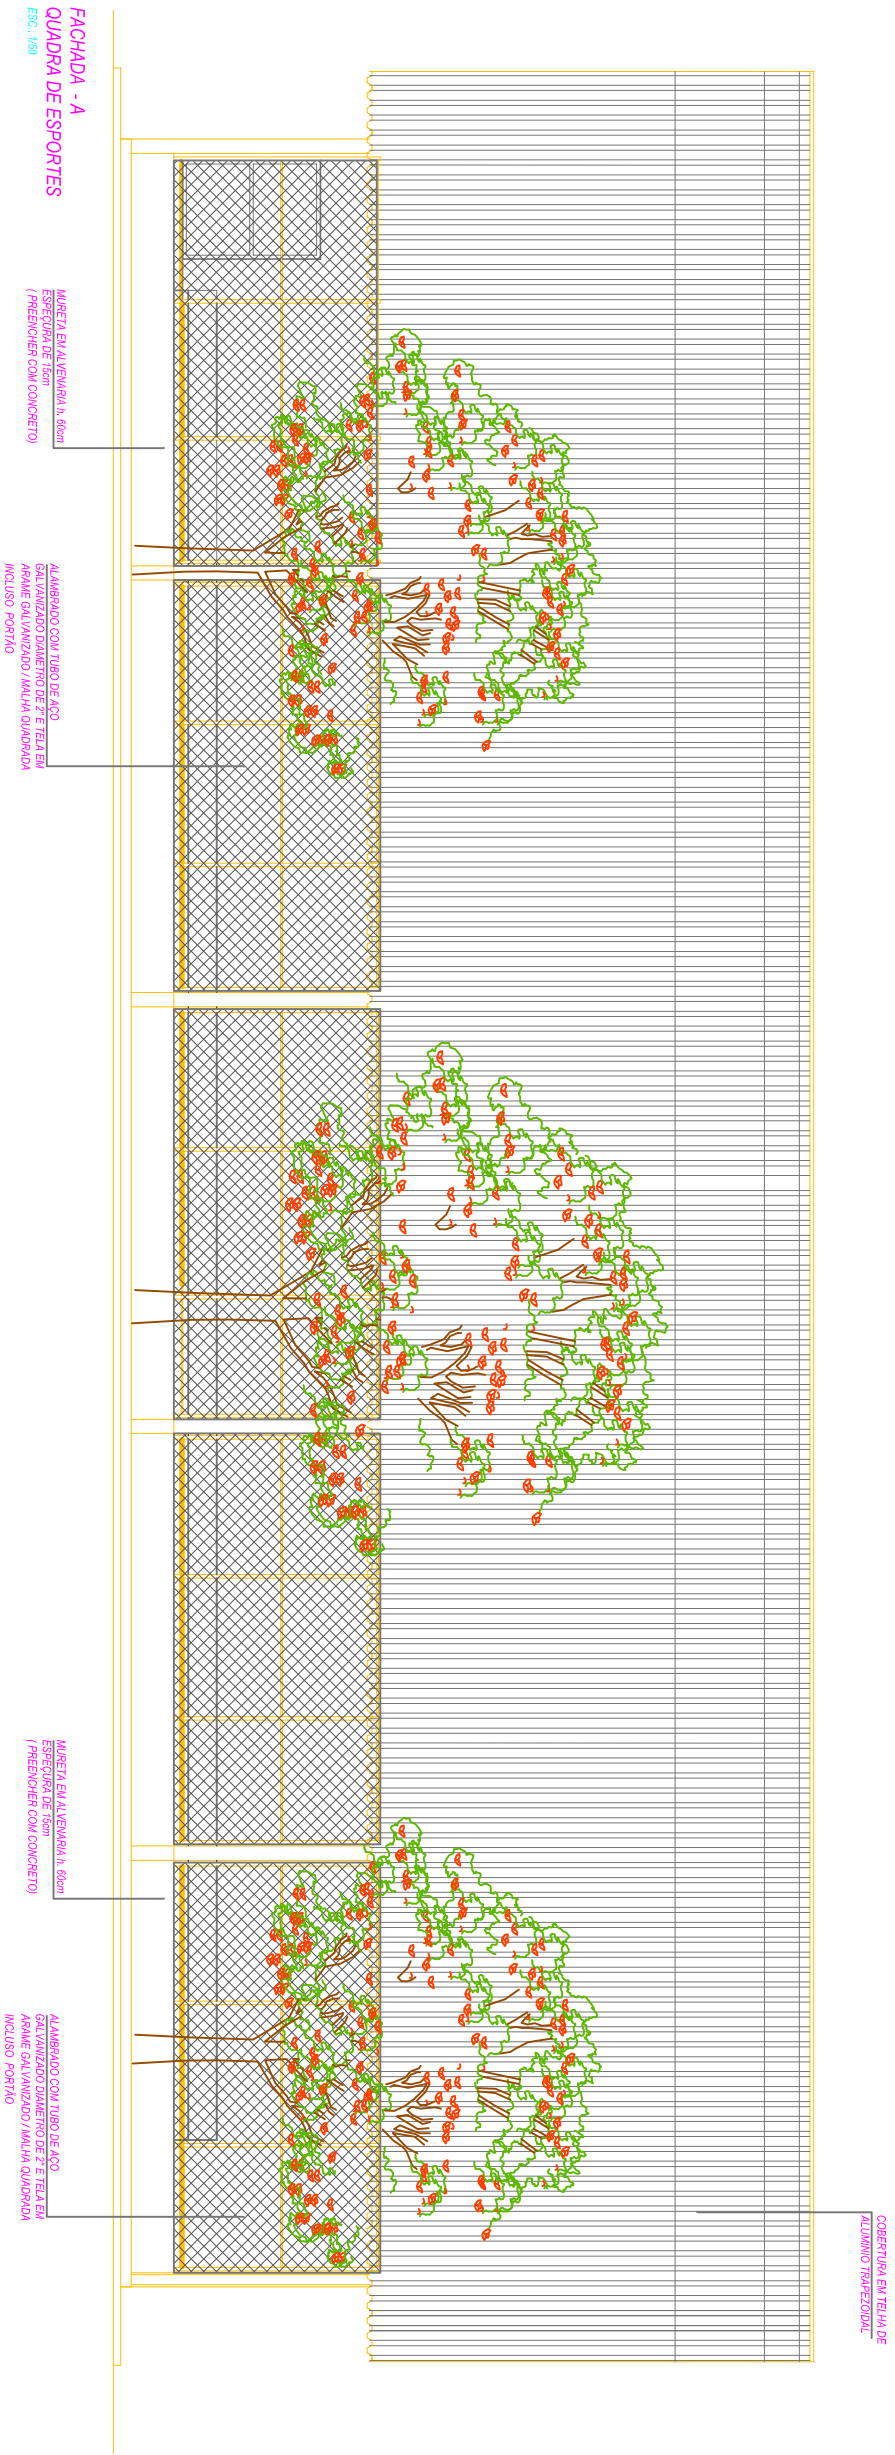 FACHADA - A
QUADRA DE ESPORTES
ESC.: 1/50
MURETA EM ALVENARIA h. 60cm
ESPEÇURA DE 15cm
( PREENCHER COM CONCRETO)
ALAMBRADO COM TUBO DE AÇO
GALVANIZADO DIAMETRO DE 2" E TELA EM
ARAME GALVANIZADO / MALHA QUADRADA
INCLUSO PORTÃO
MURETA EM ALVENARIA h. 60cm
ESPEÇURA DE 15cm
( PREENCHER COM CONCRETO)
ALAMBRADO COM TUBO DE AÇO
GALVANIZADO DIAMETRO DE 2" E TELA EM
ARAME GALVANIZADO / MALHA QUADRADA
INCLUSO PORTÃO
COBERTURA EM TELHA DE
ALUMINIO TRAPEZOIDAL